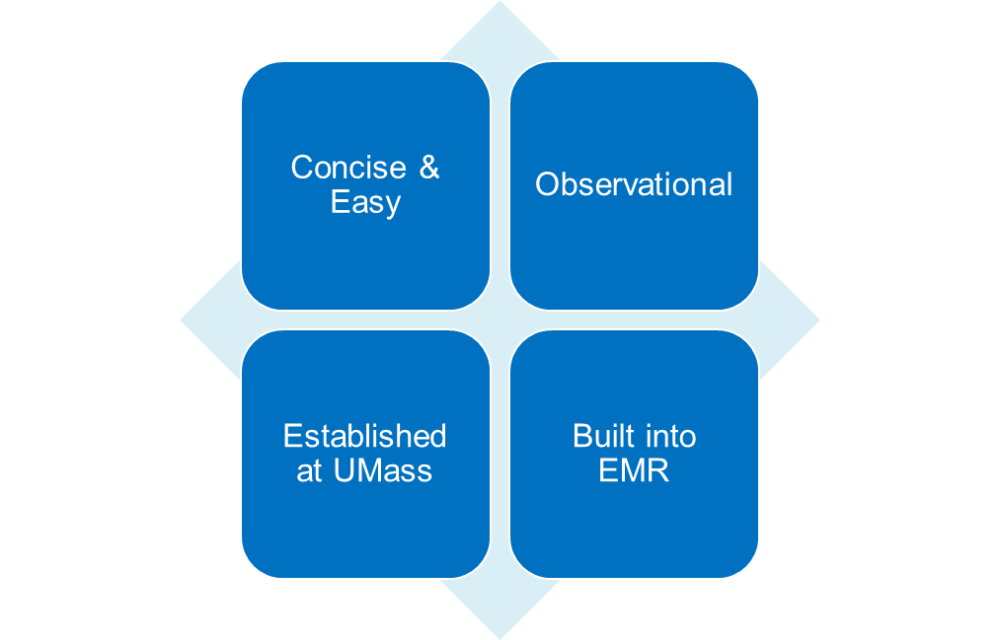 Concise &
Easy
Observational
Established
at UMass
Built into
EMR